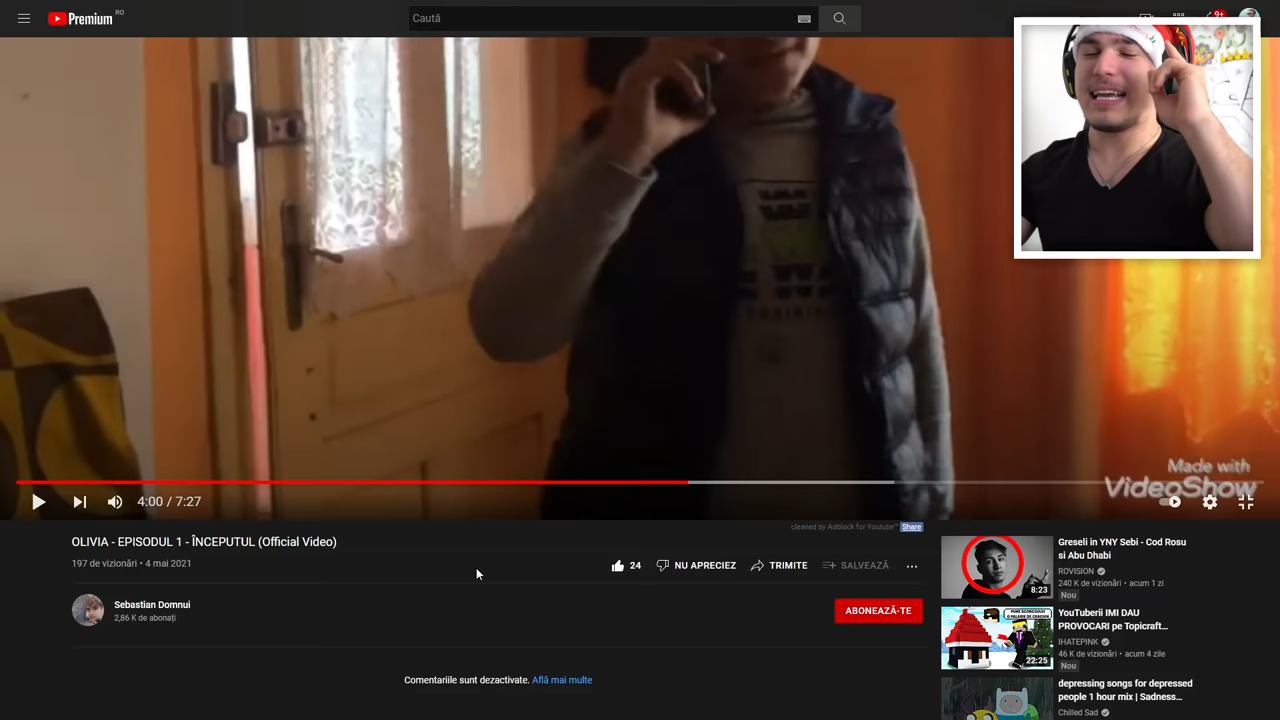 Premium RO
Caută
9+
Made with
VideoShow
4:00 / 7:27
cleaned by Adblock for Youtube™ Share
OLIVIA - EPISODUL 1 - ÎNCEPUTUL (Official Video)
197 de vizionări • 4 mai 2021
24 NU APRECIEZ TRIMITE SALVEAZĂ
Sebastian Domnui
2,86 K de abonați
ABONEAZĂ-TE
Comentariile sunt dezactivate. Află mai multe
Greseli in YNY Sebi - Cod Rosu
si Abu Dhabi
ROVISION
240 K de vizionări • acum 1 zi
Nou
8:23
YouTuberii IMI DAU
PROVOCARI pe Topicraft...
IHATEPINK
46 K de vizionări • acum 4 zile
Nou
22:25
depressing songs for depressed
people 1 hour mix | Sadness...
Chilled Sad